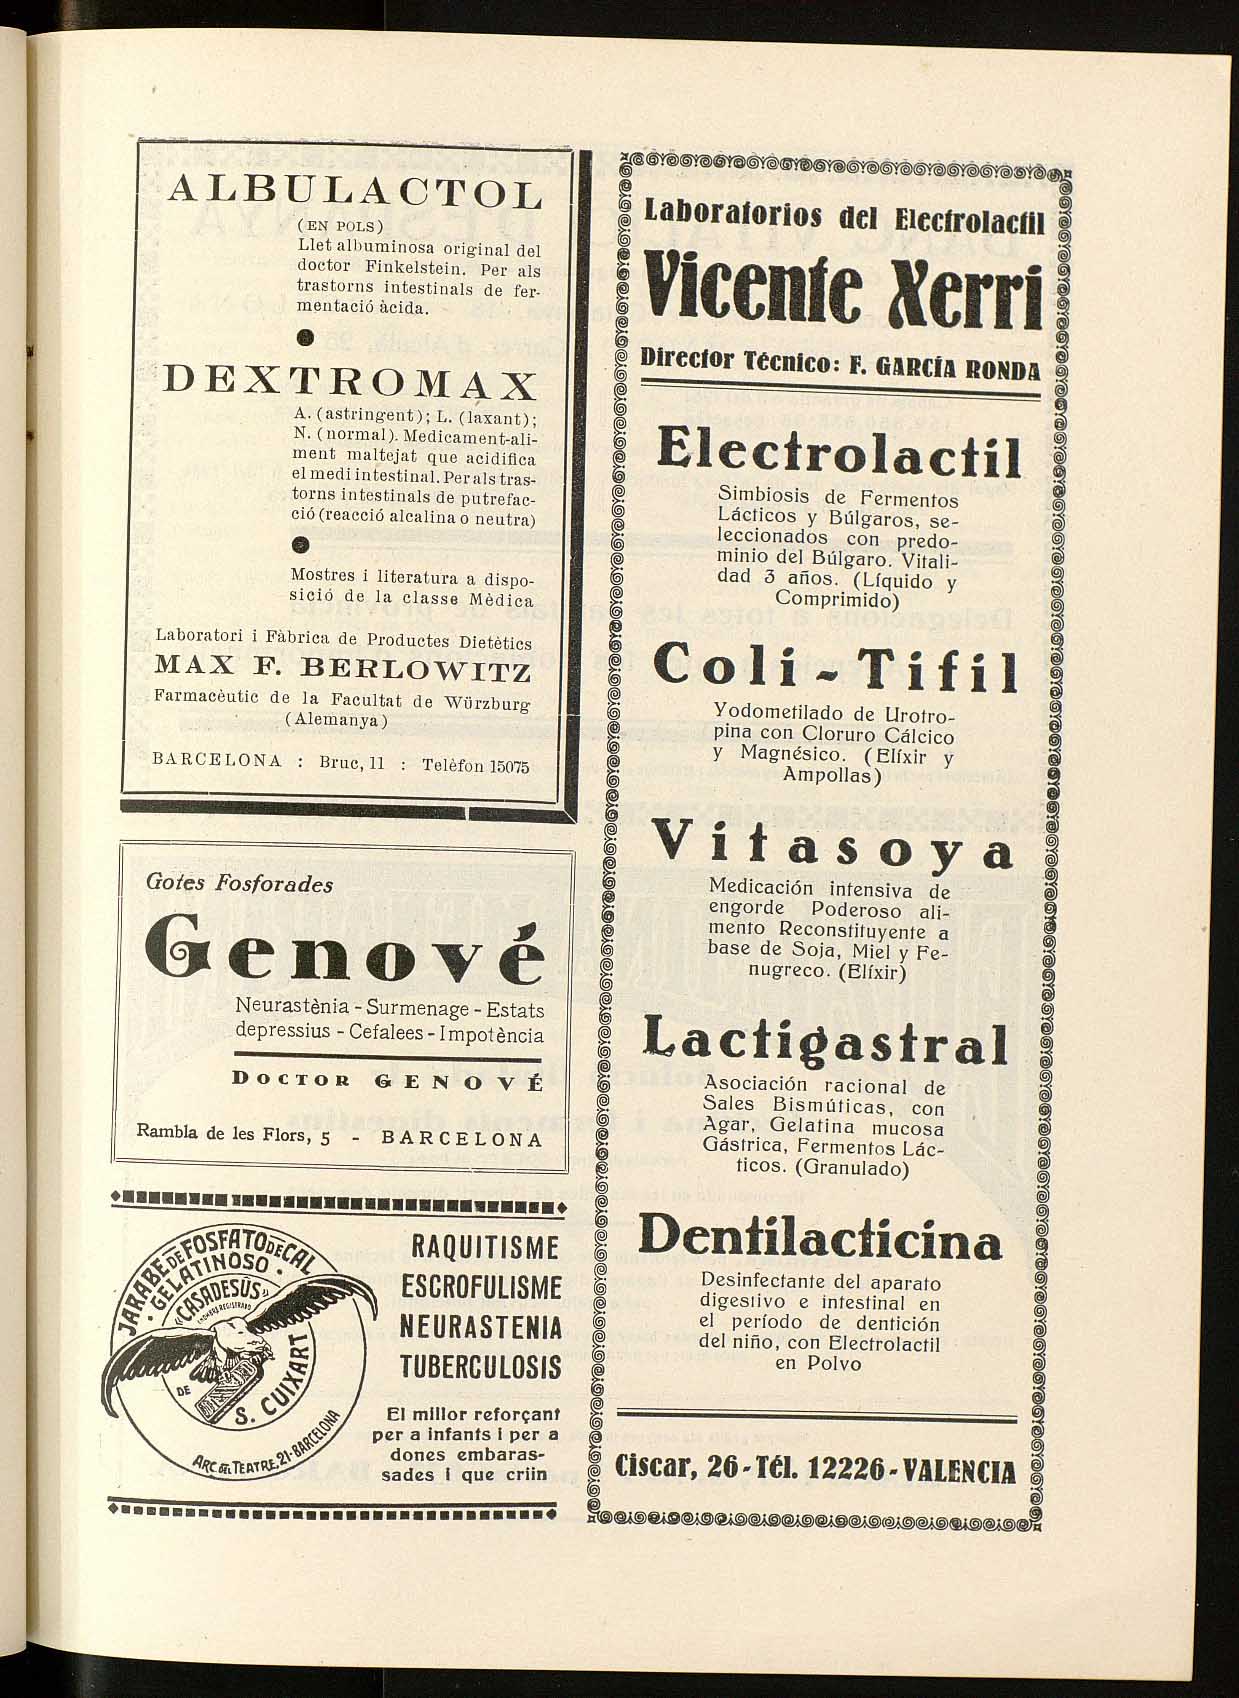 ALBULACTOL
(EN POLS)
Llet albuminosa original del
doctor Finkelstein. Per als
trastorns intestinals de fer-
mentació àcida.
DEXTROMAX
A. (astringent); L. (laxant);
N. (normal). Medicament-ali-
ment maltejat que acidifica
el medi intestinal. Per als tras-
torns intestinals de putrefac-
ció (reacció alcalina o neutra)
Mostres i literatura a dispo-
sició de la classe Mèdica
Laboratori i Fàbrica de Productes Dietètics
MAX F. BERLOWITZ
Farmacèutic de la Facultat de Würzburg
(Alemanya)
BARCELONA : Bruc, 11 : Telèfon 15075
Gotes Fosforades
Genové
Neurastènia - Surmenage - Estats
depressius - Cefalees - Impotència
DOCTOR GENOVÉ
Rambla de les Flors, 5 - BARCELONA
JARABE DE FOSFATO DE CAL
· GELATINOSO ·
"CASADESÚS"
NOMBRE REGISTRADO
DE
S. CUIXART
ARC DEL TEATRE, 21 - BARCELONA
RAQUITISME
ESCROFULISME
NEURASTENIA
TUBERCULOSIS
El millor reforçant
per a infants i per a
dones embaras-
sades i que criin
Laboratorios del Electrolactil
Vicente Xerri
Director Técnico: F. GARCÍA RONDA
Electrolactil
Simbiosis de Fermentos
Lácticos y Búlgaros, se-
leccionados con predo-
minio del Búlgaro. Vitali-
dad 3 años. (Líquido y
Comprimido)
Coli-Tifil
Yodometilado de Urotro-
pina con Cloruro Cálcico
y Magnésico. (Elíxir y
Ampollas)
Vitasoya
Medicación intensiva de
engorde Poderoso ali-
mento Reconstituyente a
base de Soja, Miel y Fe-
nugreco. (Elíxir)
Lactigastral
Asociación racional de
Sales Bismúticas, con
Agar, Gelatina mucosa
Gástrica, Fermentos Lác-
ticos. (Granulado)
Dentilacticina
Desinfectante del aparato
digestivo e intestinal en
el período de dentición
del niño, con Electrolactil
en Polvo
Ciscar, 26 - Tél. 12226 - VALENCIA